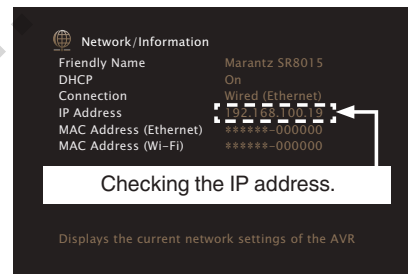 Network/Information
Friendly Name Marantz SR8015
DHCP On
Connection Wired (Ethernet)
IP Address 192.168.100.19
MAC Address (Ethernet) ******-000000
MAC Address (Wi-Fi) ******-000000
Checking the IP address.
Displays the current network settings of the AVR